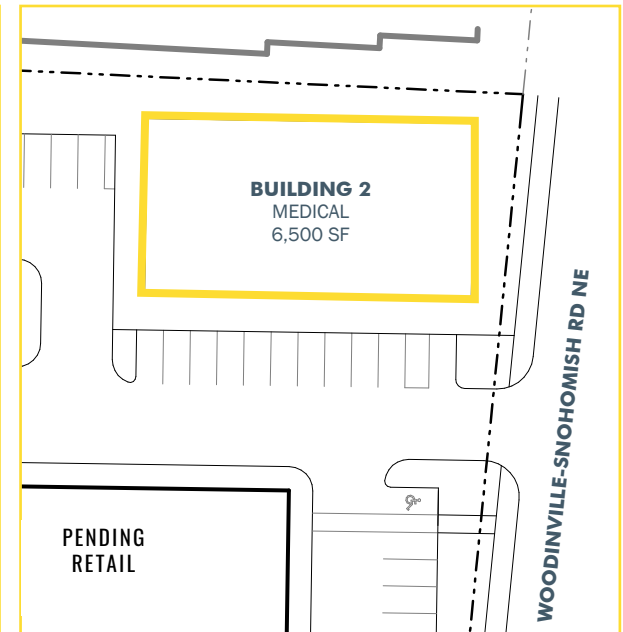 BUILDING 2
MEDICAL
6,500 SF
WOODINVILLE-SNOHOMISH RD NE
PENDING
RETAIL